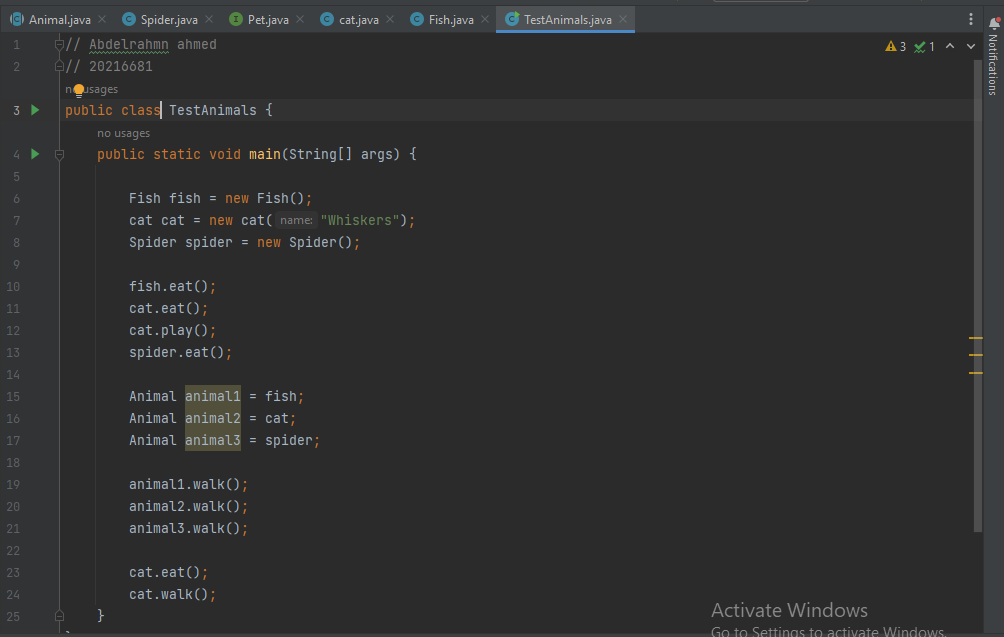 Animal.java
Spider.java
Pet.java
cat.java
Fish.java
TestAnimals.java
Notifications
3 1
1 // Abdelrahmn ahmed
2 // 20216681
no usages
3 public class TestAnimals {
no usages
4 public static void main(String[] args) {
5
6 Fish fish = new Fish();
7 cat cat = new cat( name: "Whiskers");
8 Spider spider = new Spider();
9
10 fish.eat();
11 cat.eat();
12 cat.play();
13 spider.eat();
14
15 Animal animal1 = fish;
16 Animal animal2 = cat;
17 Animal animal3 = spider;
18
19 animal1.walk();
20 animal2.walk();
21 animal3.walk();
22
23 cat.eat();
24 cat.walk();
25 }
Activate Windows
Go to Settings to activate Windows.